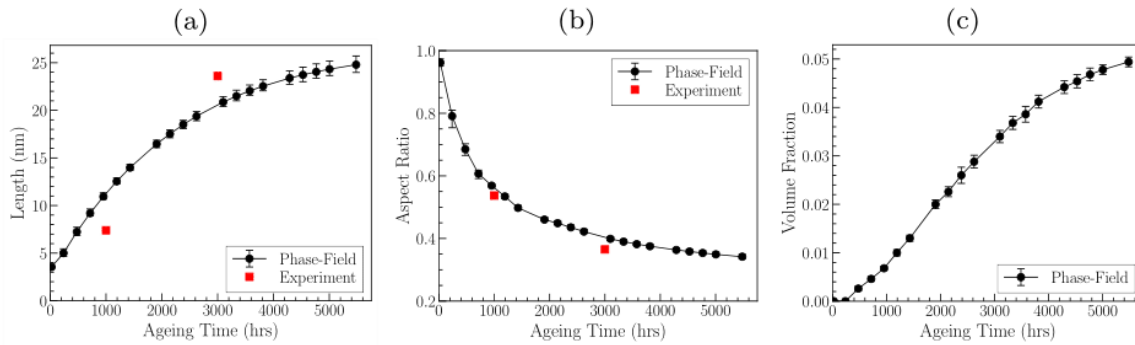 (a)
Length (nm)
25
20
15
10
5
0
0 1000 2000 3000 4000 5000
Ageing Time (hrs)
Phase-Field
Experiment
(b)
Aspect Ratio
1.0
0.8
0.6
0.4
0.2
0 1000 2000 3000 4000 5000
Ageing Time (hrs)
Phase-Field
Experiment
(c)
Volume Fraction
0.05
0.04
0.03
0.02
0.01
0.00
0 1000 2000 3000 4000 5000
Ageing Time (hrs)
Phase-Field